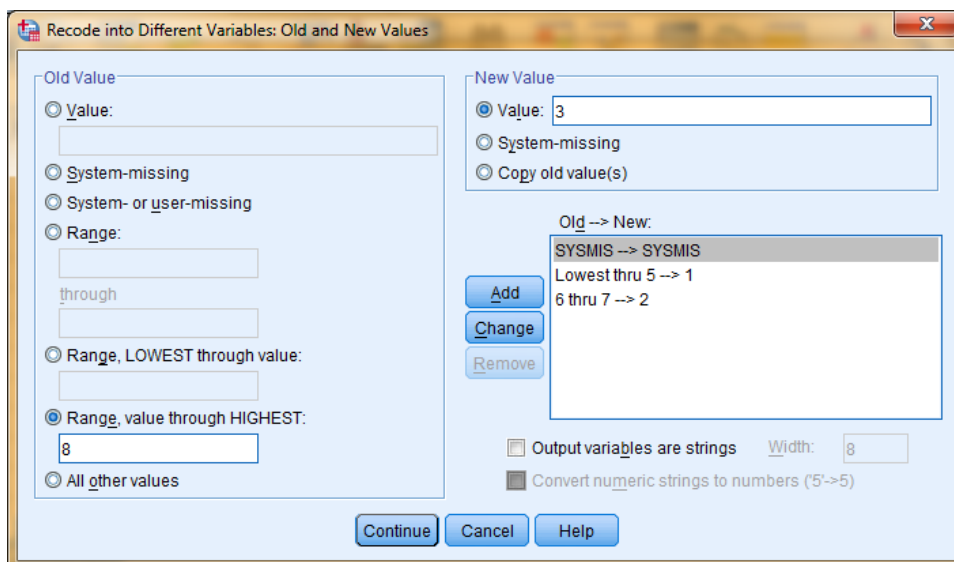 Recode into Different Variables: Old and New Values
Old Value
Value:
System-missing
System- or user-missing
Range:
through
Range, LOWEST through value:
Range, value through HIGHEST:
8
All other values
New Value
Value: 3
System-missing
Copy old value(s)
Old --> New:
SYSMIS --> SYSMIS
Lowest thru 5 --> 1
6 thru 7 --> 2
Add
Change
Remove
Output variables are strings Width: 8
Convert numeric strings to numbers ('5'->5)
Continue Cancel Help